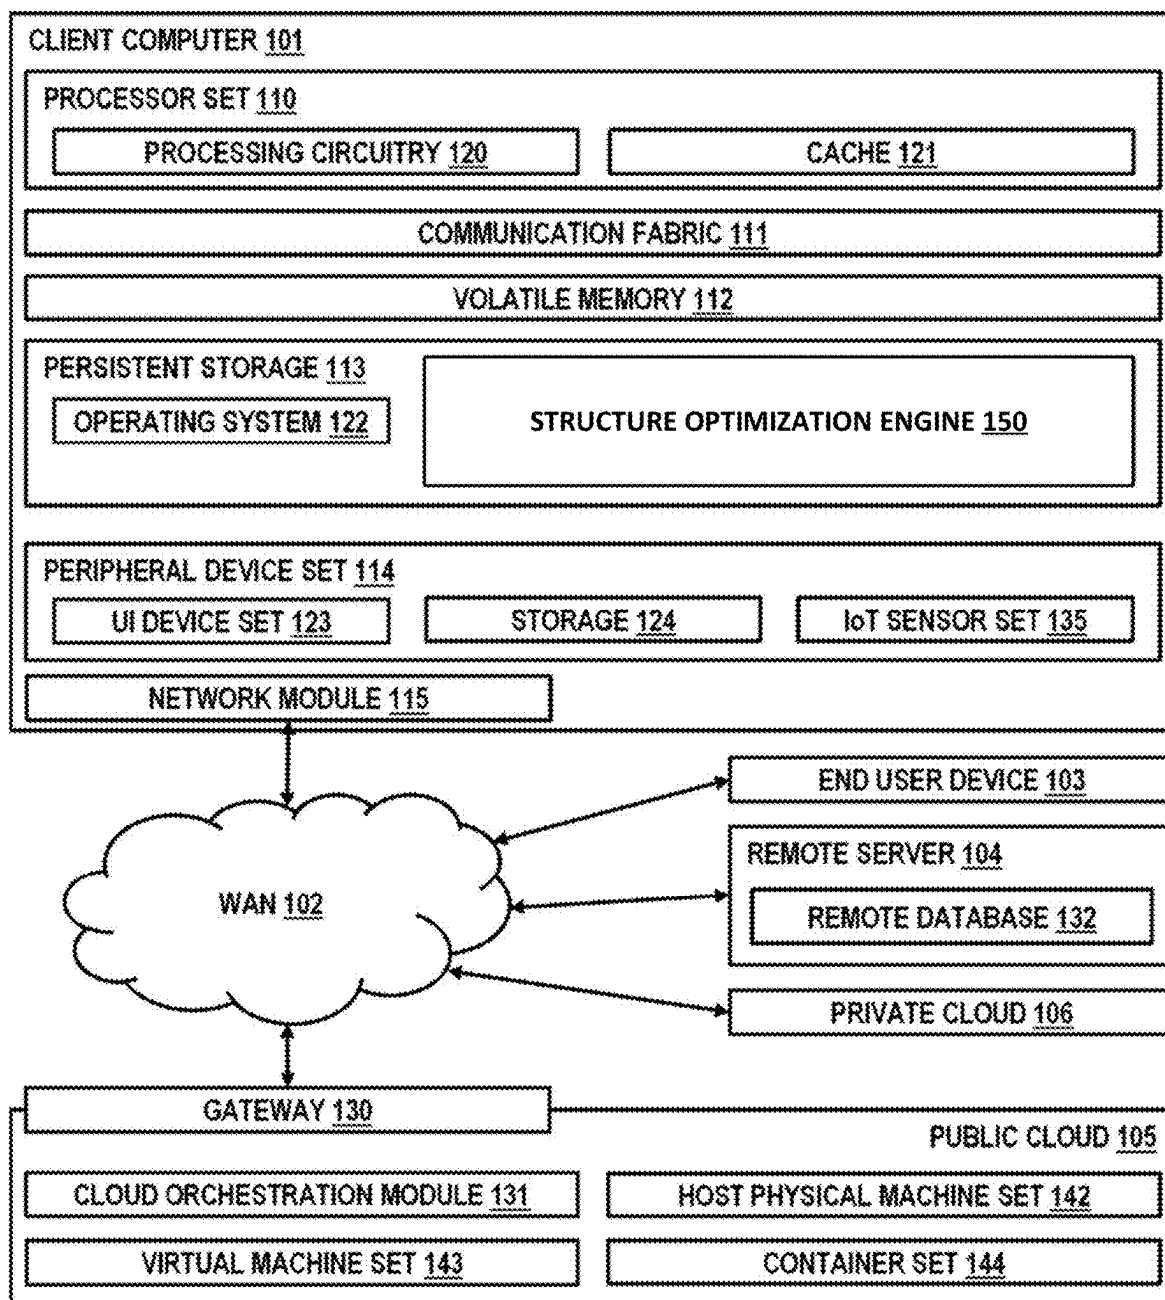 CLIENT COMPUTER 101
PROCESSOR SET 110
PROCESSING CIRCUITRY 120
CACHE 121
COMMUNICATION FABRIC 111
VOLATILE MEMORY 112
PERSISTENT STORAGE 113
OPERATING SYSTEM 122
STRUCTURE OPTIMIZATION ENGINE 150
PERIPHERAL DEVICE SET 114
UI DEVICE SET 123
STORAGE 124
IoT SENSOR SET 135
NETWORK MODULE 115
END USER DEVICE 103
REMOTE SERVER 104
WAN 102
REMOTE DATABASE 132
PRIVATE CLOUD 106
GATEWAY 130
PUBLIC CLOUD 105
CLOUD ORCHESTRATION MODULE 131
HOST PHYSICAL MACHINE SET 142
VIRTUAL MACHINE SET 143
CONTAINER SET 144